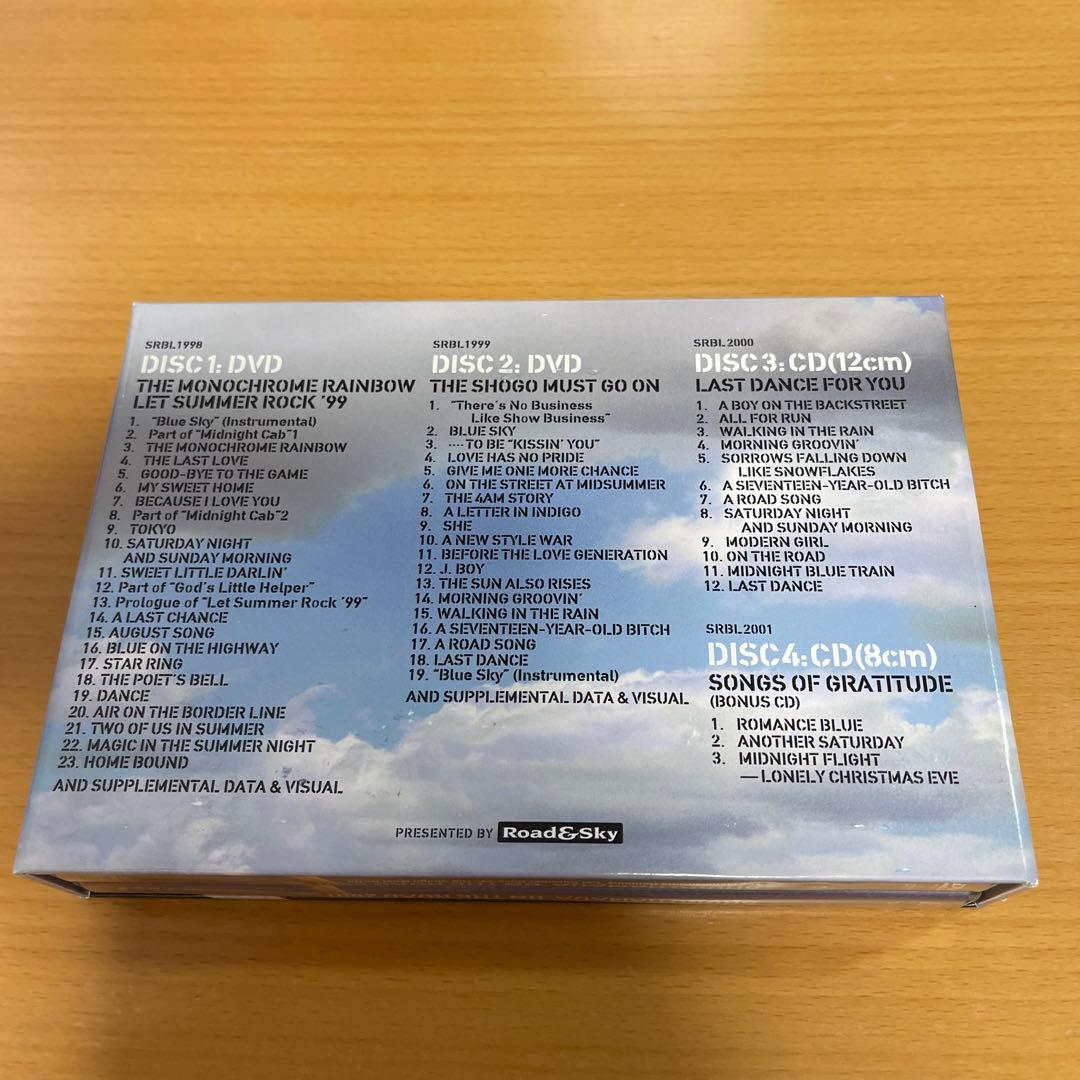 SRBL1998
DISC 1: DVD
THE MONOCHROME RAINBOW
LET SUMMER ROCK '99
1. "Blue Sky" (Instrumental)
2. Part of "Midnight Cab"1
3. THE MONOCHROME RAINBOW
4. THE LAST LOVE
5. GOOD-BYE TO THE GAME
6. MY SWEET HOME
7. BECAUSE I LOVE YOU
8. Part of "Midnight Cab"2
9. TOKYO
10. SATURDAY NIGHT
AND SUNDAY MORNING
11. SWEET LITTLE DARLIN'
12. Part of "God's Little Helper"
13. Prologue of "Let Summer Rock '99"
14. A LAST CHANCE
15. AUGUST SONG
16. BLUE ON THE HIGHWAY
17. STAR RING
18. THE POET'S BELL
19. DANCE
20. AIR ON THE BORDER LINE
21. TWO OF US IN SUMMER
22. MAGIC IN THE SUMMER NIGHT
23. HOME BOUND
AND SUPPLEMENTAL DATA & VISUAL
SRBL1999
DISC 2: DVD
THE SHOGO MUST GO ON
1. "There's No Business
Like Show Business"
2. BLUE SKY
3. ····TO BE "KISSIN' YOU"
4. LOVE HAS NO PRIDE
5. GIVE ME ONE MORE CHANCE
6. ON THE STREET AT MIDSUMMER
7. THE 4AM STORY
8. A LETTER IN INDIGO
9. SHE
10. A NEW STYLE WAR
11. BEFORE THE LOVE GENERATION
12. J. BOY
13. THE SUN ALSO RISES
14. MORNING GROOVIN'
15. WALKING IN THE RAIN
16. A SEVENTEEN-YEAR-OLD BITCH
17. A ROAD SONG
18. LAST DANCE
19. "Blue Sky" (Instrumental)
AND SUPPLEMENTAL DATA & VISUAL
SRBL2000
DISC 3: CD(12cm)
LAST DANCE FOR YOU
1. A BOY ON THE BACKSTREET
2. ALL FOR RUN
3. WALKING IN THE RAIN
4. MORNING GROOVIN'
5. SORROWS FALLING DOWN
LIKE SNOWFLAKES
6. A SEVENTEEN-YEAR-OLD BITCH
7. A ROAD SONG
8. SATURDAY NIGHT
AND SUNDAY MORNING
9. MODERN GIRL
10. ON THE ROAD
11. MIDNIGHT BLUE TRAIN
12. LAST DANCE
SRBL2001
DISC 4: CD(8cm)
SONGS OF GRATITUDE
(BONUS CD)
1. ROMANCE BLUE
2. ANOTHER SATURDAY
3. MIDNIGHT FLIGHT
—LONELY CHRISTMAS EVE
PRESENTED BY Road&Sky